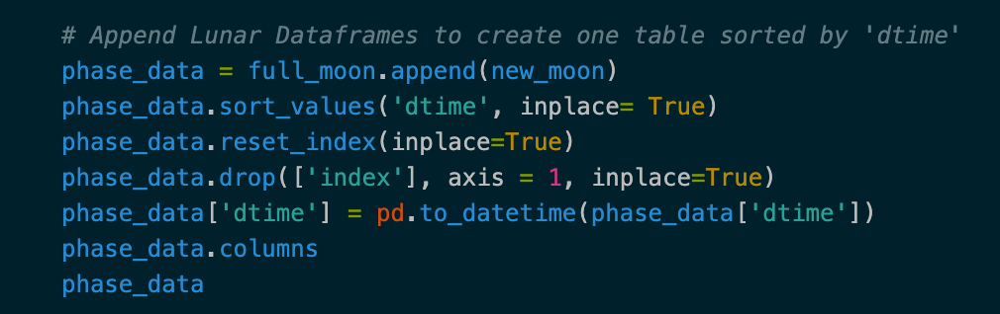 # Append Lunar Dataframes to create one table sorted by 'dtime'
phase_data = full_moon.append(new_moon)
phase_data.sort_values('dtime', inplace= True)
phase_data.reset_index(inplace=True)
phase_data.drop(['index'], axis = 1, inplace=True)
phase_data['dtime'] = pd.to_datetime(phase_data['dtime'])
phase_data.columns
phase_data